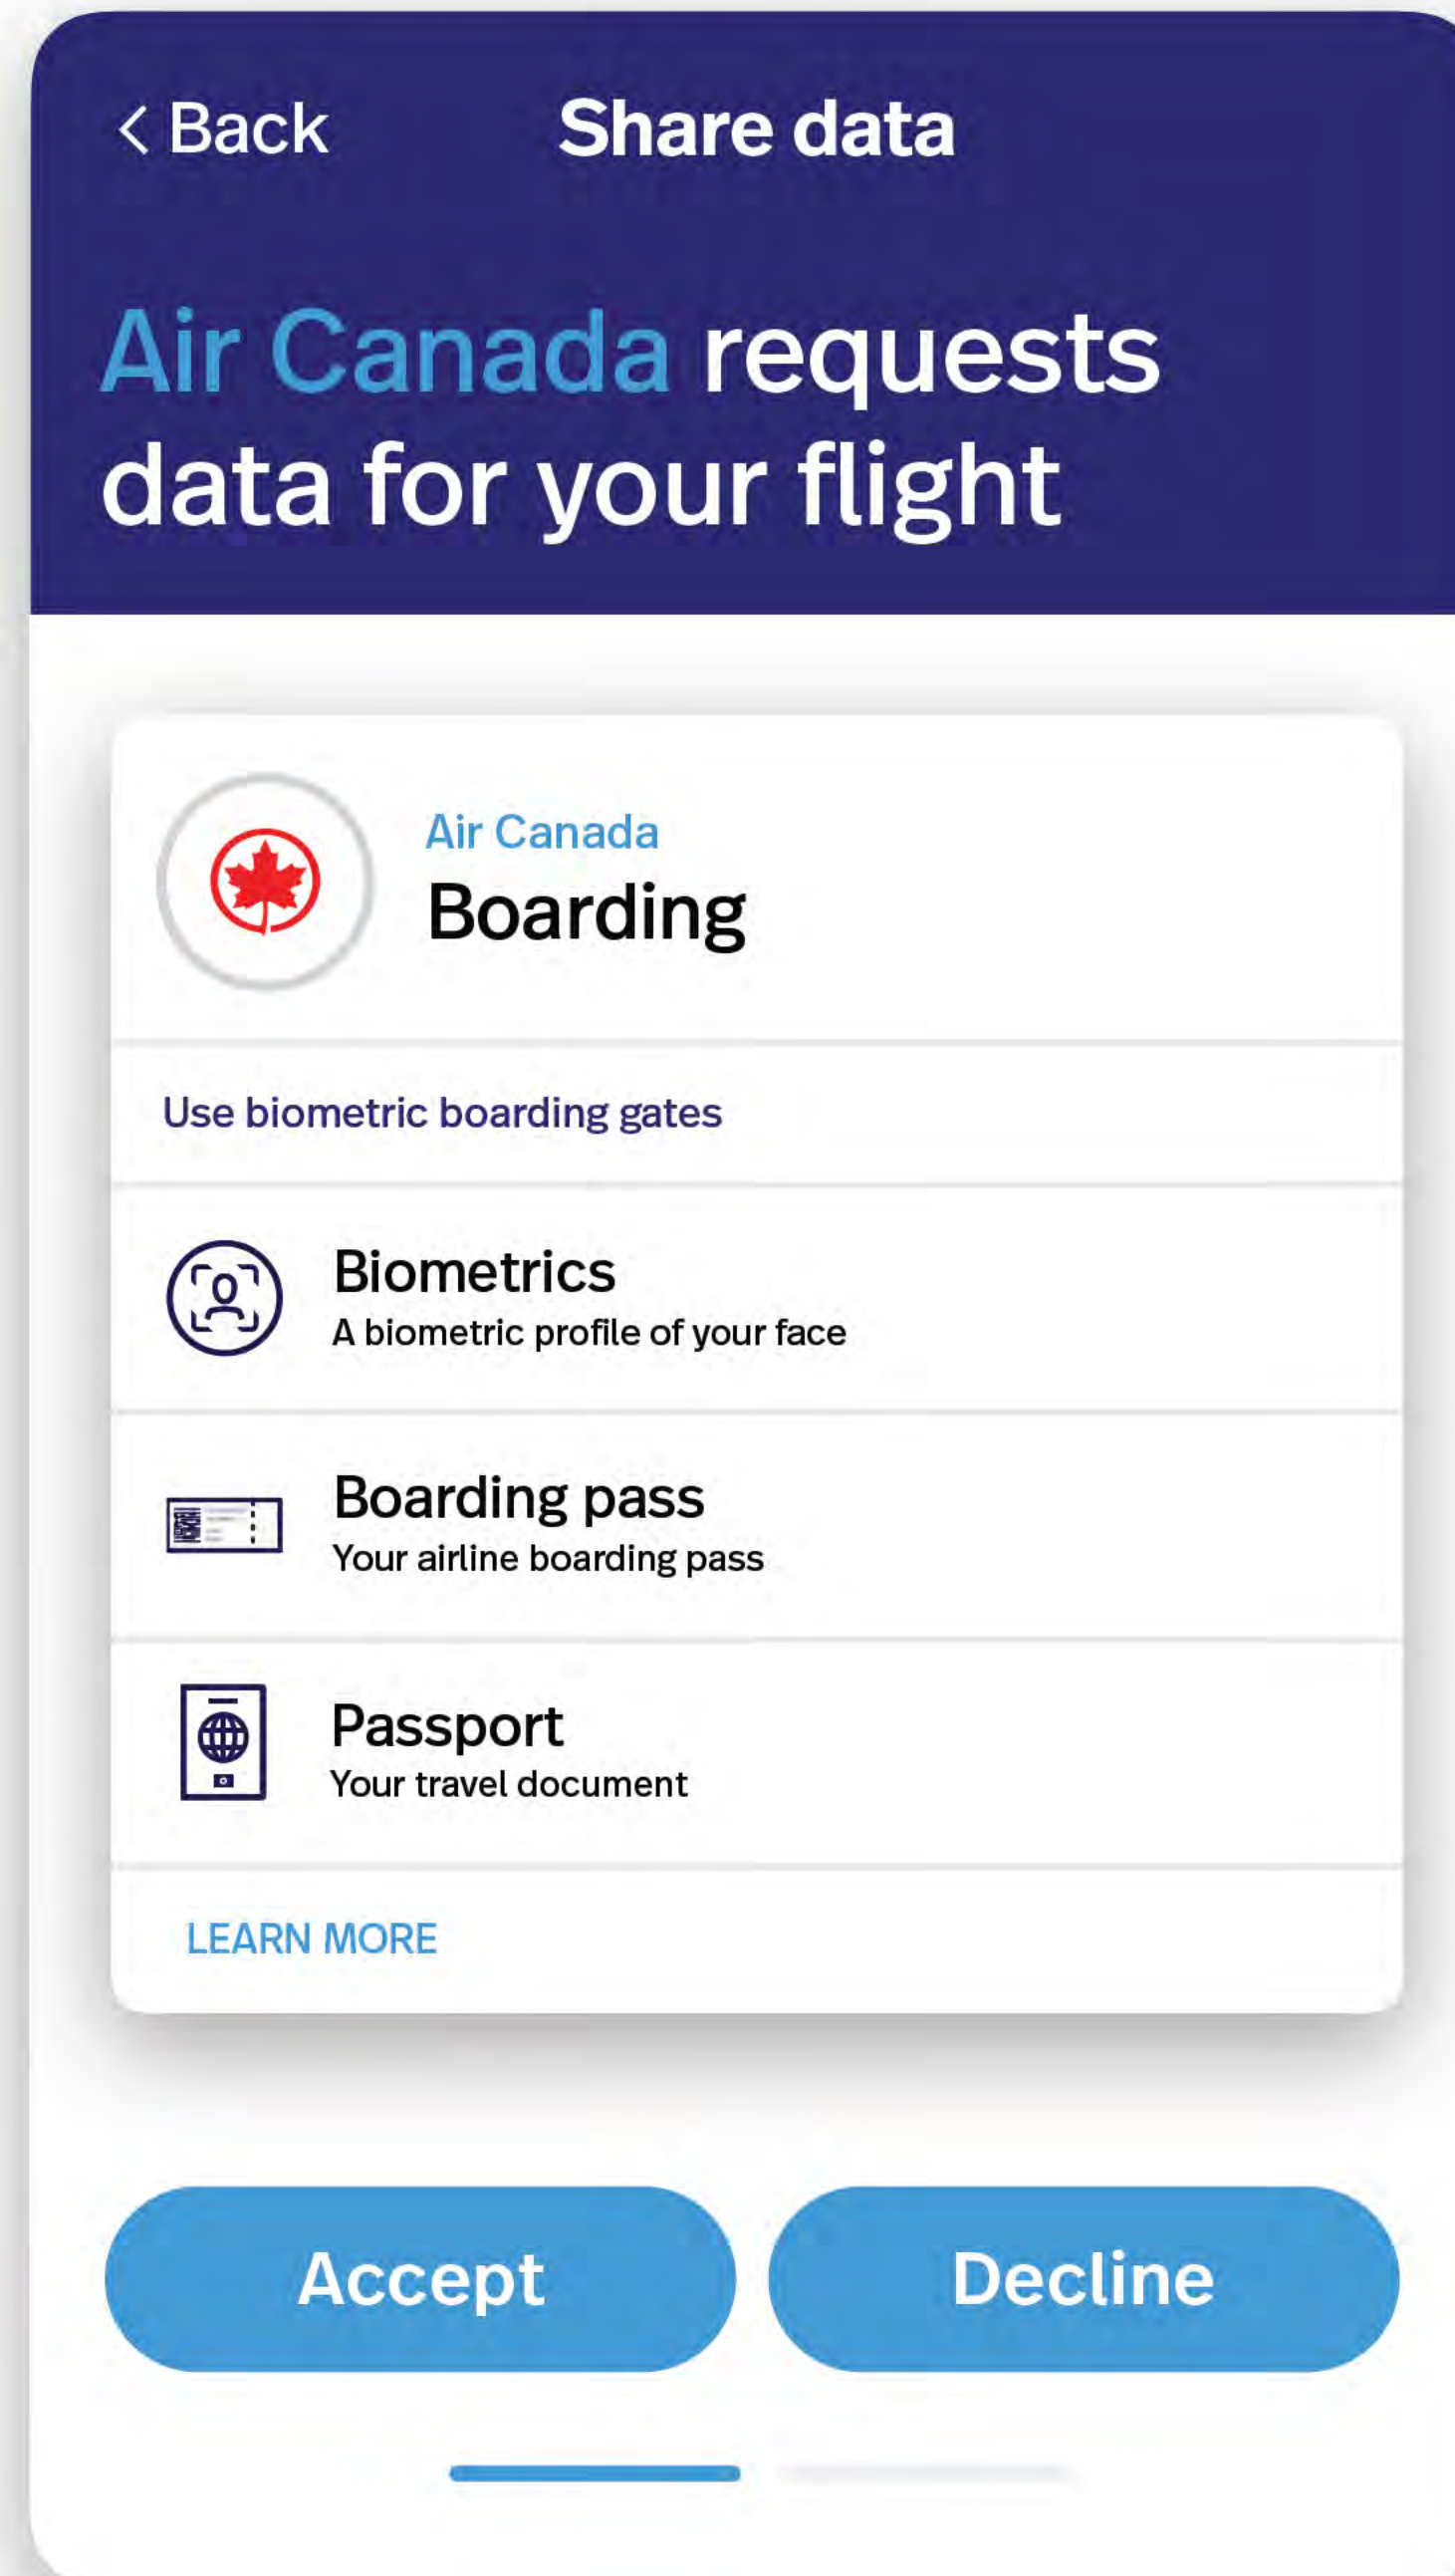 < Back
Share data
Air Canada requests
data for your flight
Air Canada
Boarding
Use biometric boarding gates
Biometrics
A biometric profile of your face
Boarding pass
Your airline boarding pass
Passport
Your travel document
LEARN MORE
Accept
Decline